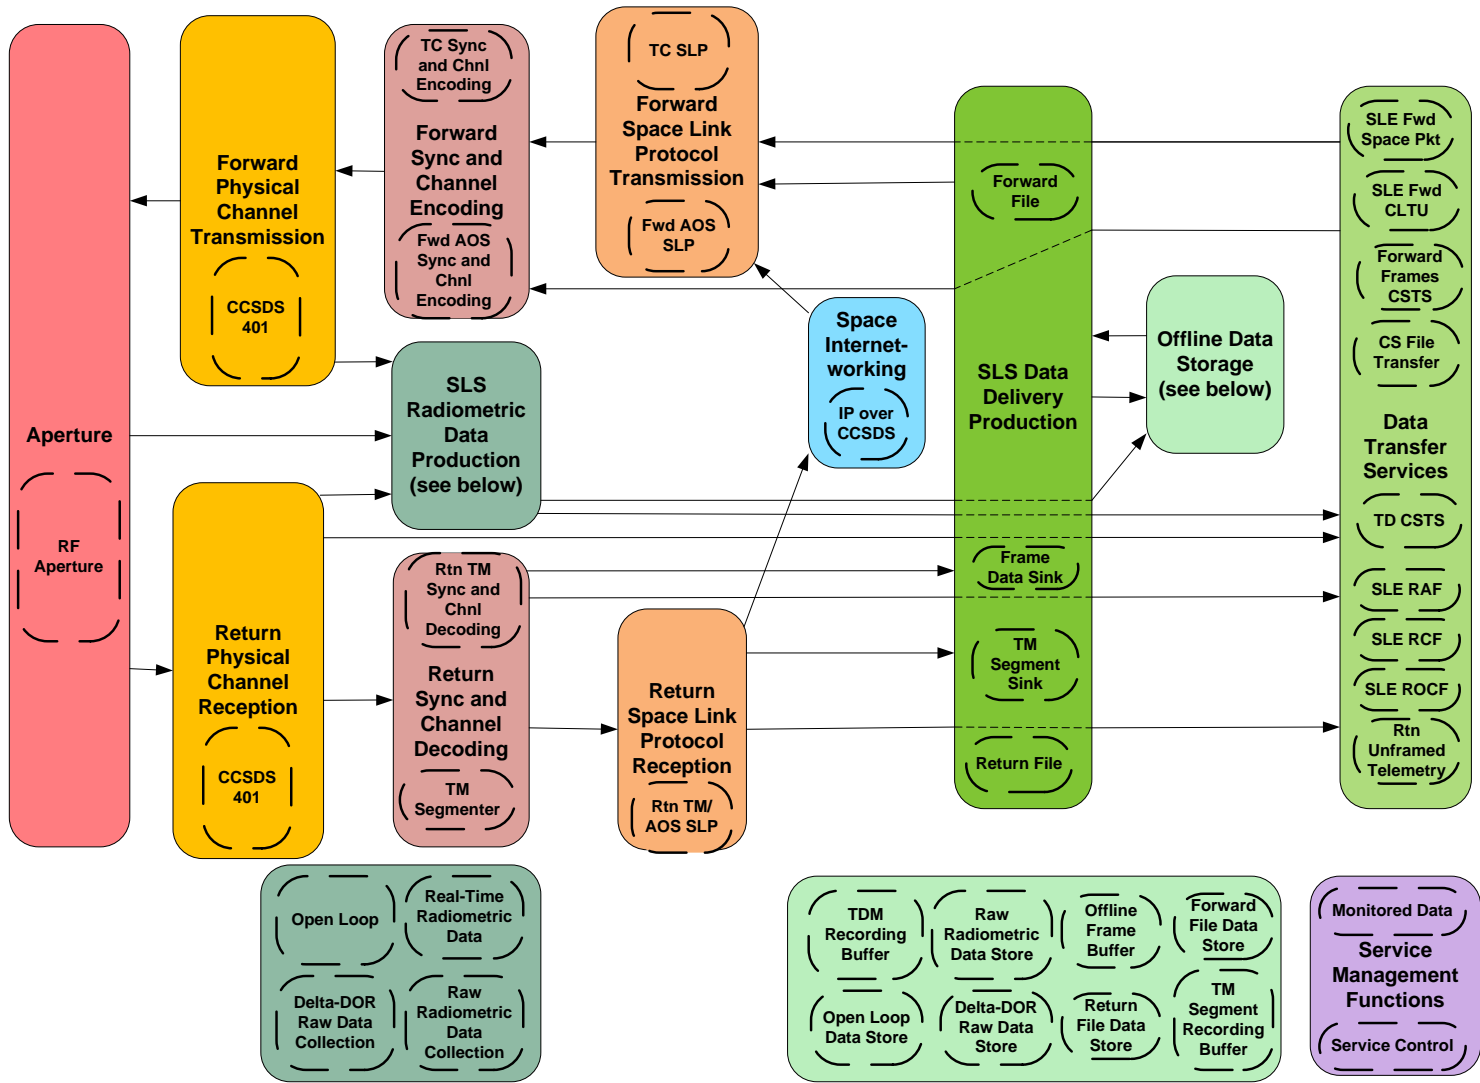 Aperture
RF
Aperture
Forward
Physical
Channel
Transmission
CCSDS
401
Return
Physical
Channel
Reception
CCSDS
401
TC Sync
and Chnl
Encoding
Forward
Sync and
Channel
Encoding
Fwd AOS
Sync and
Chnl
Encoding
SLS
Radiometric
Data
Production
(see below)
Rtn TM
Sync and
Chnl
Decoding
Return
Sync and
Channel
Decoding
TM
Segmenter
TC SLP
Forward
Space Link
Protocol
Transmission
Fwd AOS
SLP
Return
Space Link
Protocol
Reception
Rtn TM/
AOS SLP
Space
Internet-
working
IP over
CCSDS
Forward
File
SLS Data
Delivery
Production
Frame
Data Sink
TM
Segment
Sink
Return File
Offline Data
Storage
(see below)
SLE Fwd
Space Pkt
SLE Fwd
CLTU
Forward
Frames
CSTS
CS File
Transfer
Data
Transfer
Services
TD CSTS
SLE RAF
SLE RCF
SLE ROCF
Rtn
Unframed
Telemetry
Open Loop
Real-Time
Radiometric
Data
Delta-DOR
Raw Data
Collection
Raw
Radiometric
Data
Collection
TDM
Recording
Buffer
Raw
Radiometric
Data Store
Offline
Frame
Buffer
Forward
File Data
Store
Open Loop
Data Store
Delta-DOR
Raw Data
Store
Return
File Data
Store
TM
Segment
Recording
Buffer
Monitored Data
Service
Management
Functions
Service Control